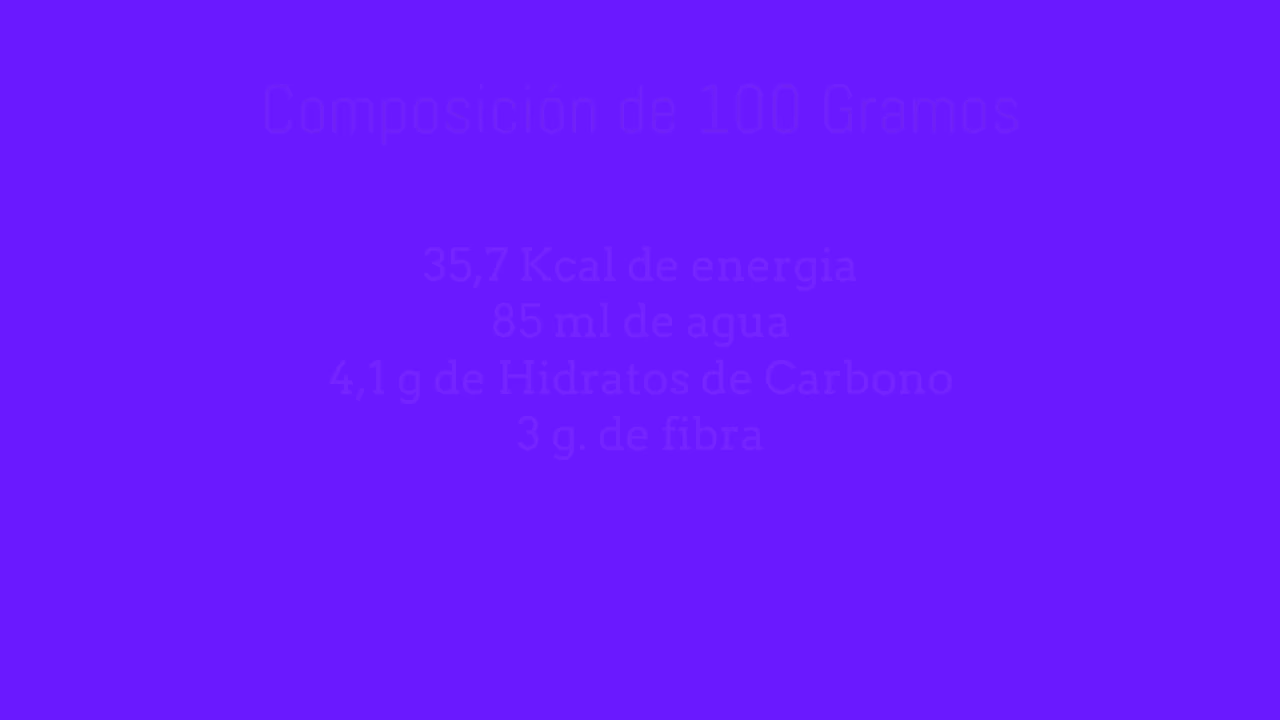 Composición de 100 Gramos
35,7 Kcal de energia
85 ml de agua
4,1 g de Hidratos de Carbono
3 g. de fibra